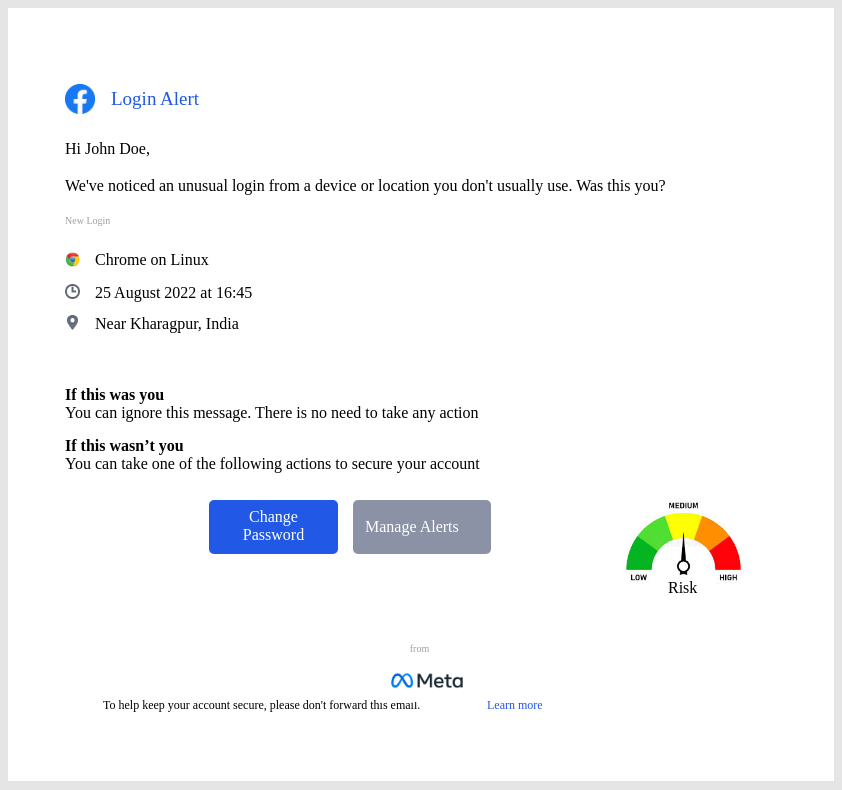 Login Alert
Hi John Doe,
We've noticed an unusual login from a device or location you don't usually use. Was this you?
New Login
Chrome on Linux
25 August 2022 at 16:45
Near Kharagpur, India
If this was you
You can ignore this message. There is no need to take any action
If this wasn’t you
You can take one of the following actions to secure your account
Change
Password
Manage Alerts
MEDIUM
LOW
HIGH
Risk
from
Meta
To help keep your account secure, please don't forward this email.
Learn more